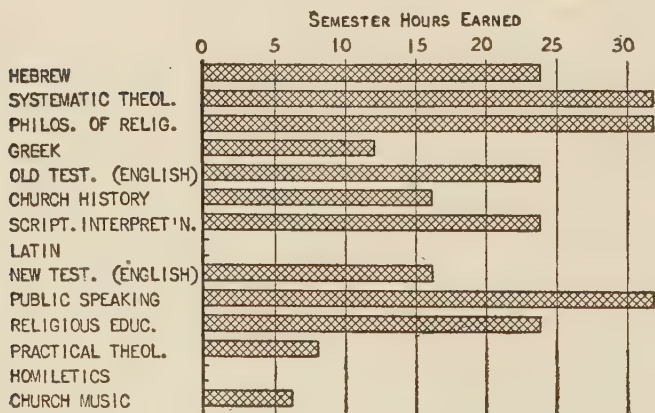 SEMESTER HOURS EARNED
0 5 10 15 20 25 30
HEBREW
SYSTEMATIC THEOL.
PHILOS. OF RELIG.
GREEK
OLD TEST. (ENGLISH)
CHURCH HISTORY
SCRIPT. INTERPRET'N.
LATIN
NEW TEST. (ENGLISH)
PUBLIC SPEAKING
RELIGIOUS EDUC.
PRACTICAL THEOL.
HOMILETICS
CHURCH MUSIC